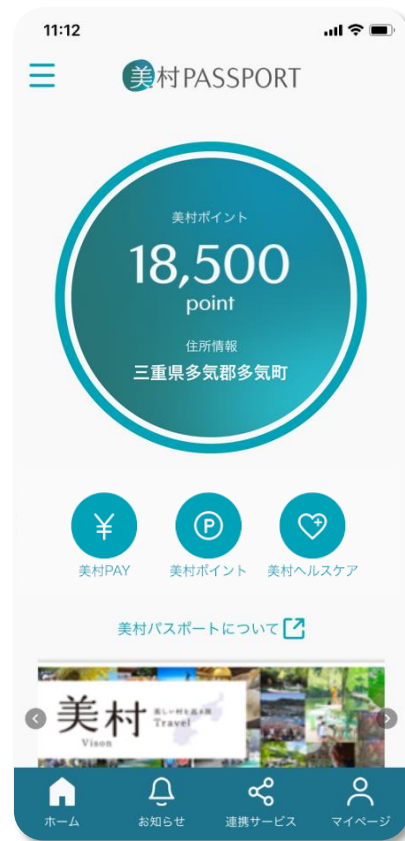 11:12
美村PASSPORT
美村ポイント
18,500
point
住所情報
三重県多気郡多気町
¥
P
美村PAY 美村ポイント 美村ヘルスケア
美村パスポートについて
美村
Travel
Vison
ホーム お知らせ 連携サービス マイページ